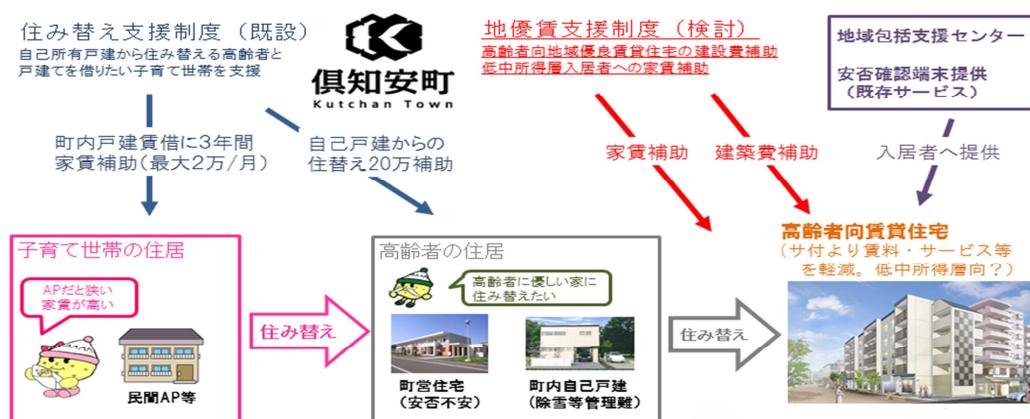 住み替え支援制度（既設）
自己所有戸建から住み替える高齢者と
戸建てを借りたい子育て世帯を支援
俱知安町
Kutchan Town
地優賃支援制度（検討）
高齢者向地域優良賃貸住宅の建設費補助
低中所得層入居者への家賃補助
地域包括支援センター
安否確認端末提供
（既存サービス）
町内戸建賃借に3年間
家賃補助（最大2万/月）
自己戸建からの
住替え20万補助
家賃補助
建築費補助
入居者へ提供
子育て世帯の住居
APだと狭い
家賃が高い
民間AP等
住み替え
高齢者の住居
高齢者に優しい家に
住み替えたい
町営住宅
（安否不安）
町内自己戸建
（除雪等管理難）
住み替え
高齢者向賃貸住宅
（サ付より賃料・サービス等
を軽減。低中所得層向？）